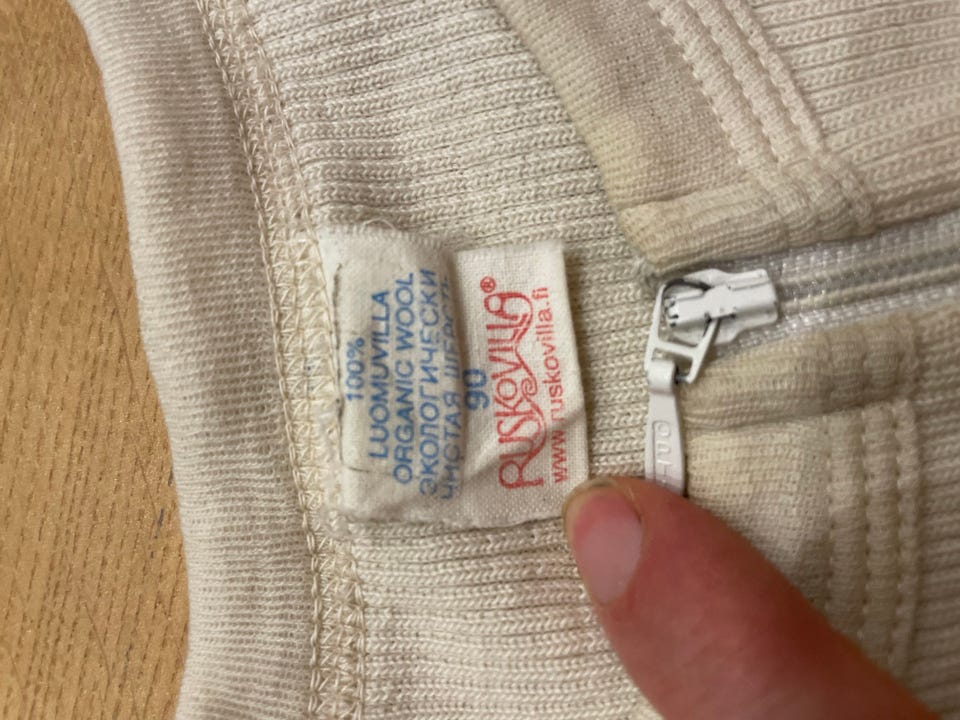 100%
LUOMUVILLA
ORGANIC WOOL
ЭКОЛОГИЧЕСКИ
ЧИСТАЯ ШЕРСТЬ
90
RUSKOVILLA®
www.ruskovilla.fi